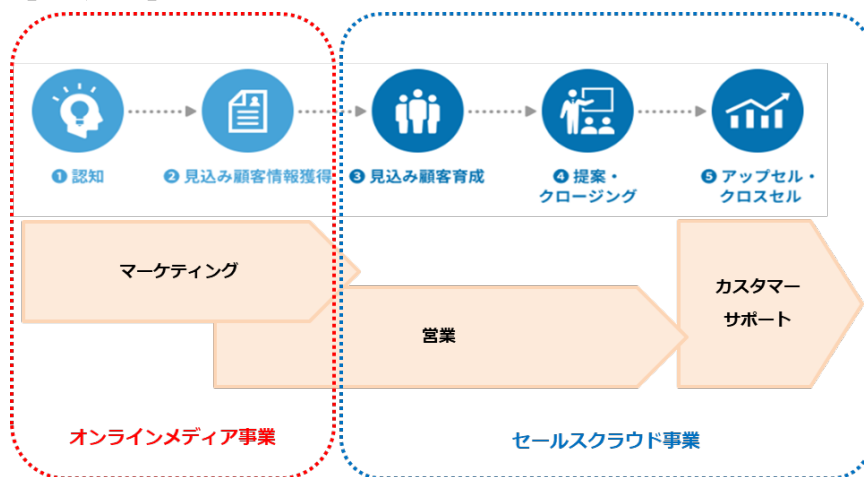 ❶ 認知
❷ 見込み顧客情報獲得
❸ 見込み顧客育成
❹ 提案・
クロージング
❺ アップセル・
クロスセル
マーケティング
営業
カスタマー
サポート
オンラインメディア事業
セールスクラウド事業